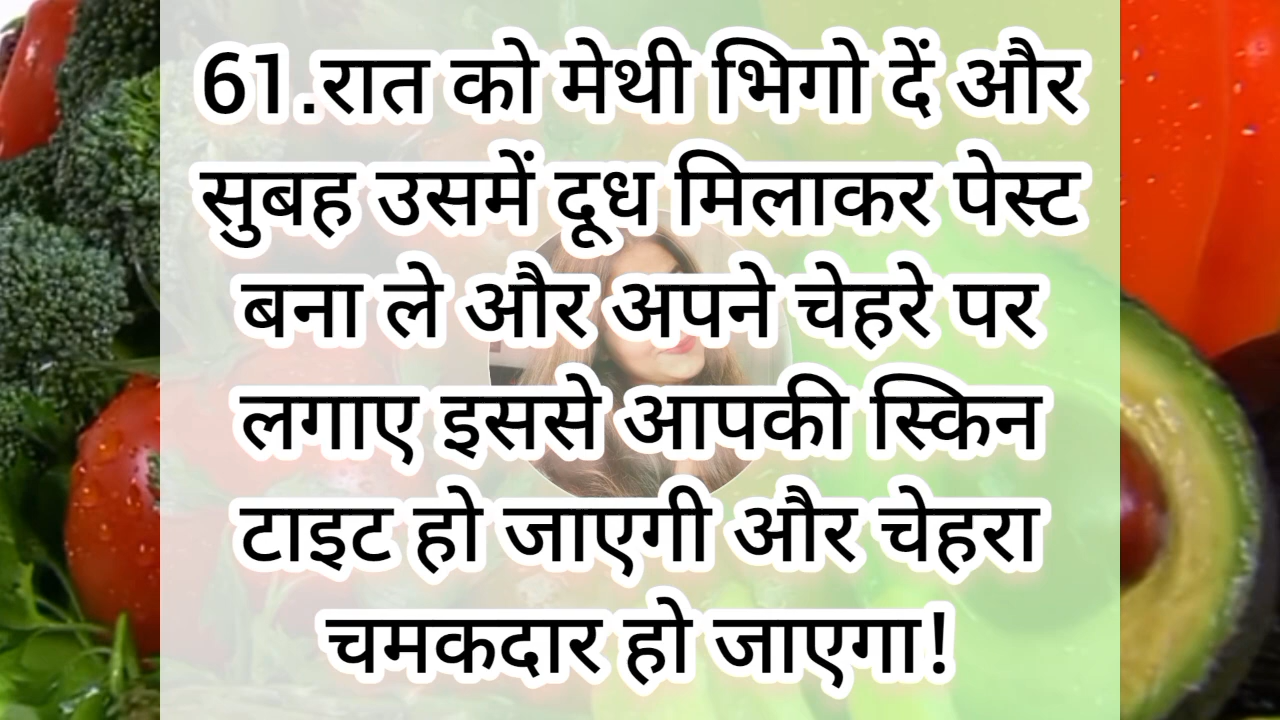 61.रात को मेथी भिगो दें और
सुबह उसमें दूध मिलाकर पेस्ट
बना ले और अपने चेहरे पर
लगाए इससे आपकी स्किन
टाइट हो जाएगी और चेहरा
चमकदार हो जाएगा!